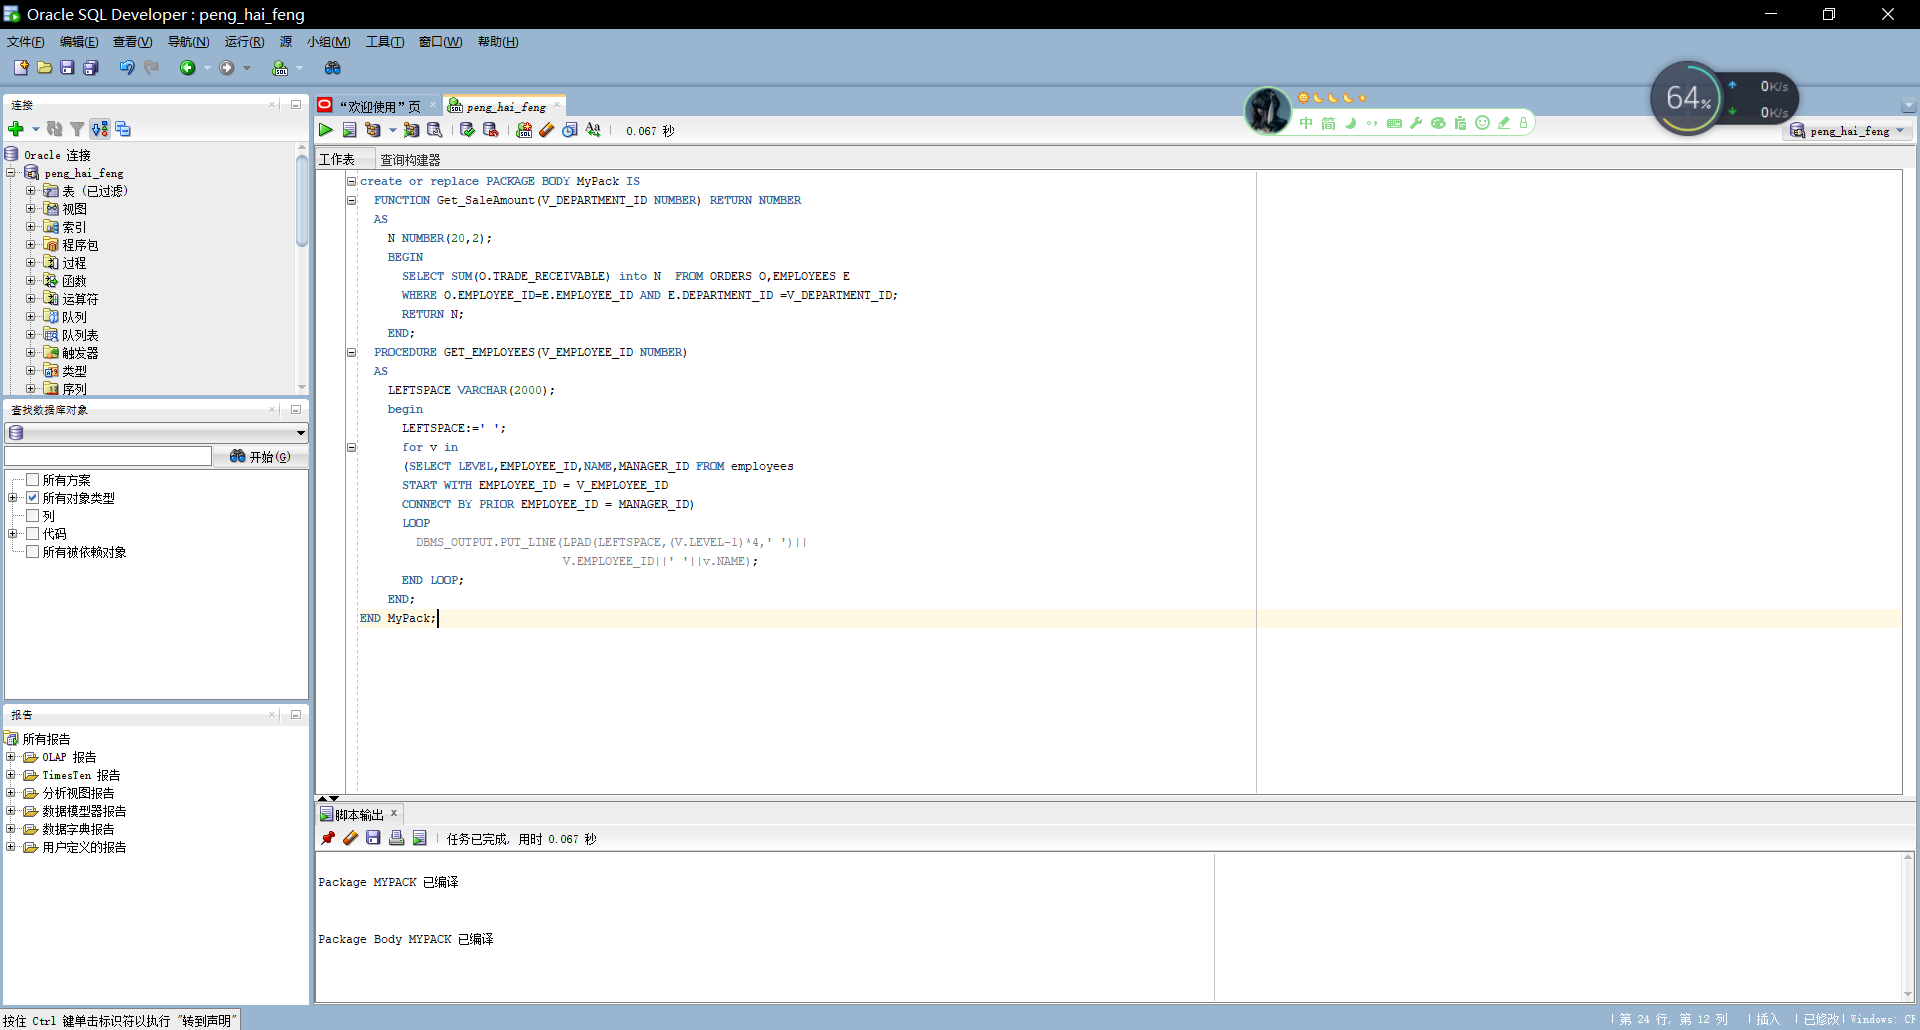 Oracle SQL Developer : peng_hai_feng
文件(F) 编辑(E) 查看(V) 导航(N) 运行(R) 源 小组(M) 工具(T) 窗口(W) 帮助(H)
64%
0K/s
0K/s
中 简
连接
Oracle 连接
peng_hai_feng
表 (已过滤)
视图
索引
程序包
过程
函数
运算符
队列
队列表
触发器
类型
序列
查找数据库对象
开始(G)
所有方案
所有对象类型
列
代码
所有被依赖对象
报告
所有报告
OLAP 报告
TimesTen 报告
分析视图报告
数据模型器报告
数据字典报告
用户定义的报告
“欢迎使用”页 peng_hai_feng
0.067 秒
peng_hai_feng
工作表 查询构建器
create or replace PACKAGE BODY MyPack IS
FUNCTION Get_SaleAmount(V_DEPARTMENT_ID NUMBER) RETURN NUMBER
AS
N NUMBER(20,2);
BEGIN
SELECT SUM(O.TRADE_RECEIVABLE) into N  FROM ORDERS O,EMPLOYEES E
WHERE O.EMPLOYEE_ID=E.EMPLOYEE_ID AND E.DEPARTMENT_ID =V_DEPARTMENT_ID;
RETURN N;
END;
PROCEDURE GET_EMPLOYEES(V_EMPLOYEE_ID NUMBER)
AS
LEFTSPACE VARCHAR(2000);
begin
LEFTSPACE:=' ';
for v in
(SELECT LEVEL,EMPLOYEE_ID,NAME,MANAGER_ID FROM employees
START WITH EMPLOYEE_ID = V_EMPLOYEE_ID
CONNECT BY PRIOR EMPLOYEE_ID = MANAGER_ID)
LOOP
DBMS_OUTPUT.PUT_LINE(LPAD(LEFTSPACE,(V.LEVEL-1)*4,' ')||
V.EMPLOYEE_ID||' '||v.NAME);
END LOOP;
END;
END MyPack;
脚本输出
任务已完成, 用时 0.067 秒
Package MYPACK 已编译
Package Body MYPACK 已编译
按住 Ctrl 键单击标识符以执行 "转到声明"
第 24 行, 第 12 列 插入 已修改 Windows: CF